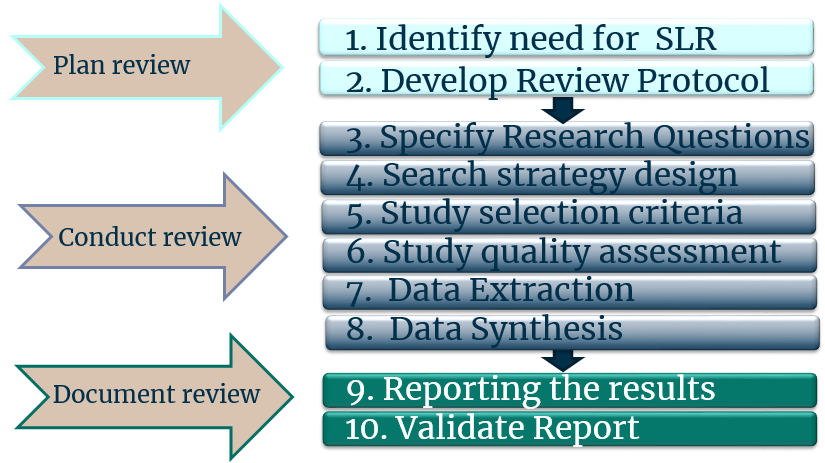 Plan review
1. Identify need for  SLR
2. Develop Review Protocol
3. Specify Research Questions
4. Search strategy design
5. Study selection criteria
Conduct review
6. Study quality assessment
7.  Data Extraction
8.  Data Synthesis
Document review
9. Reporting the results
10. Validate Report